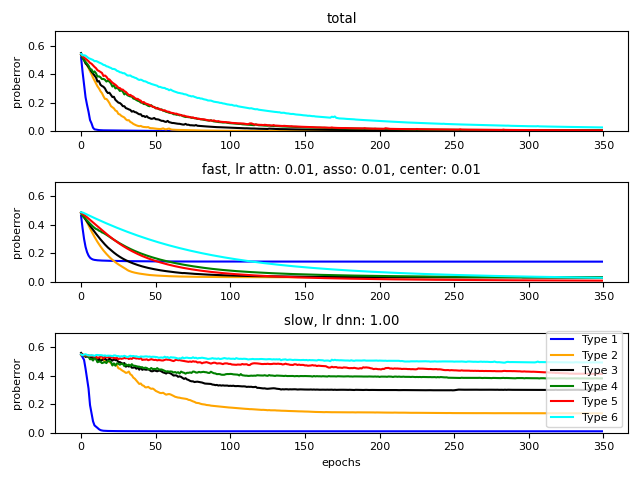 total
proberror
0.6
0.4
0.2
0.0
0 50 100 150 200 250 300 350
fast, lr attn: 0.01, asso: 0.01, center: 0.01
proberror
0.6
0.4
0.2
0.0
0 50 100 150 200 250 300 350
slow, lr dnn: 1.00
proberror
0.6
0.4
0.2
0.0
0 50 100 150 200 250 300 350
epochs
Type 1
Type 2
Type 3
Type 4
Type 5
Type 6